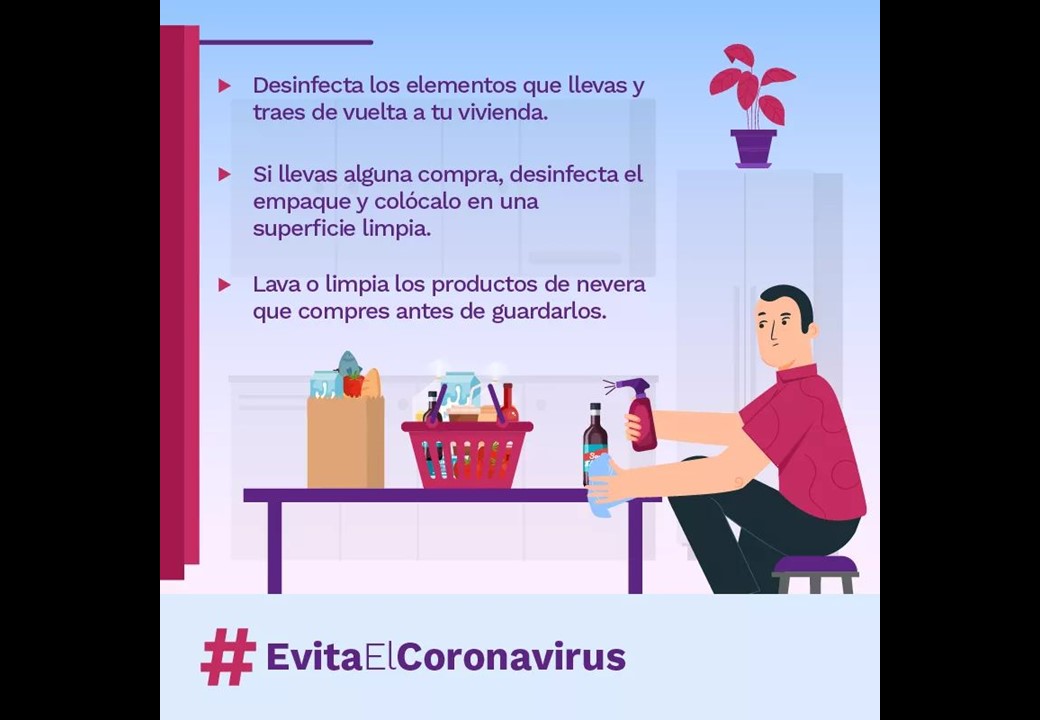 Desinfecta los elementos que llevas y
traes de vuelta a tu vivienda.
Si llevas alguna compra, desinfecta el
empaque y colócalo en una
superficie limpia.
Lava o limpia los productos de nevera
que compres antes de guardarlos.
#EvitaElCoronavirus